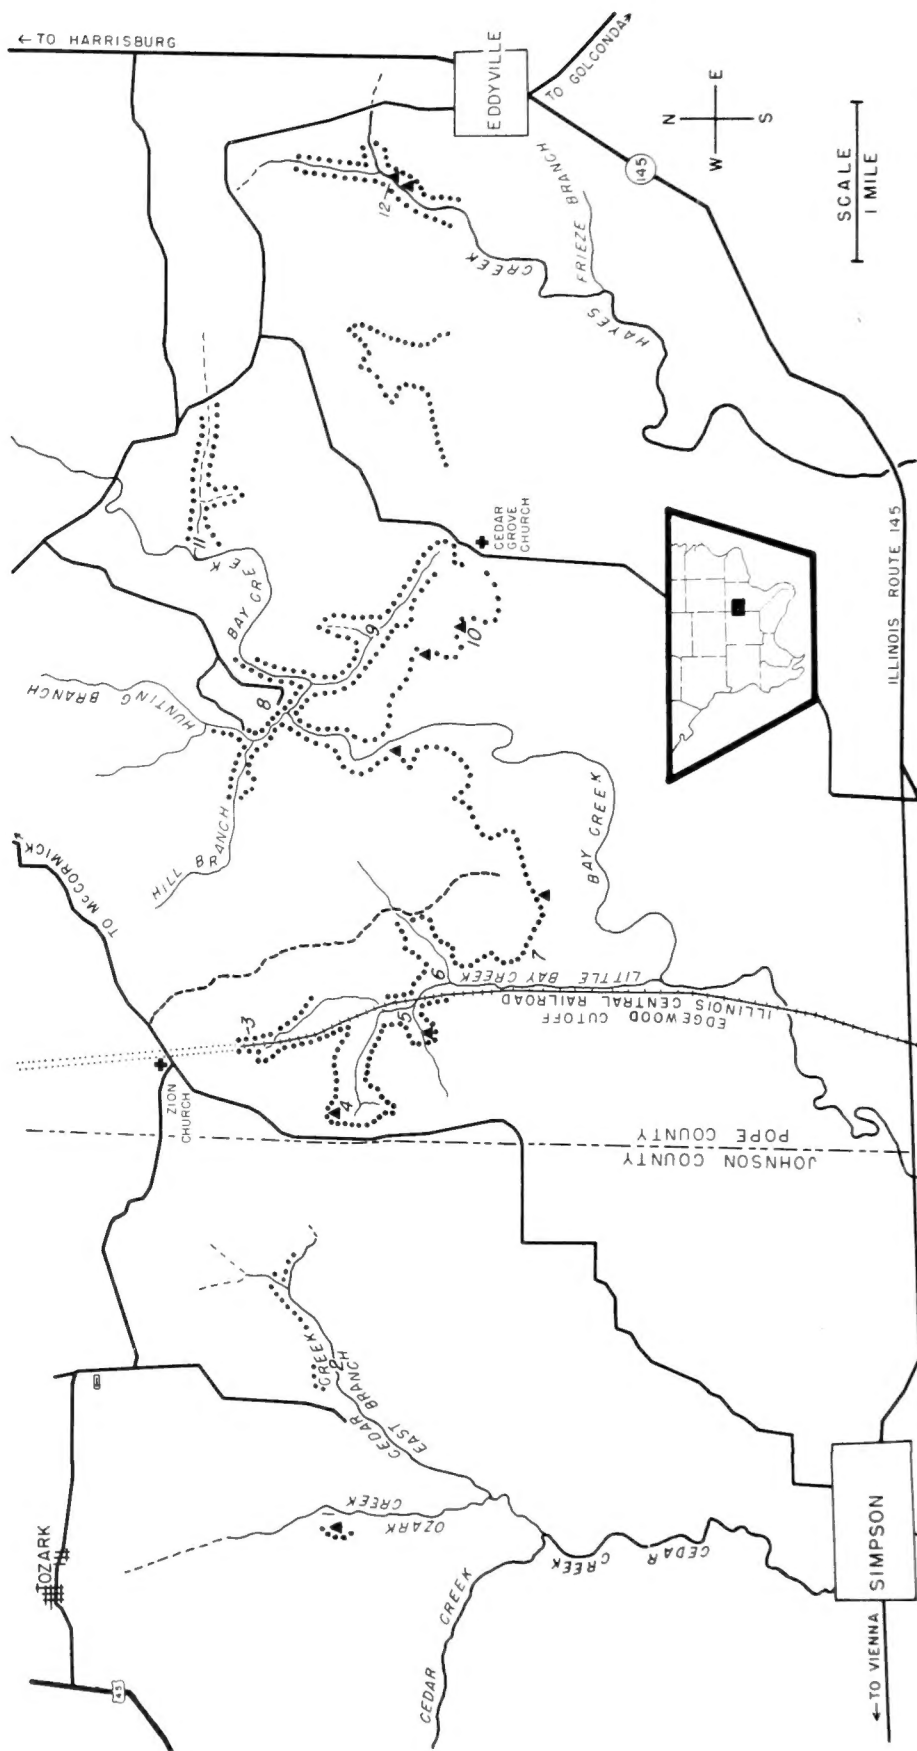 ← TO HARRISBURG
EDDYVILLE
TO GOLCONDA
N
W E
S
145
SCALE
1 MILE
FRIEZE BRANCH
12
HAYES CREEK
TO McCORMICK
HUNTING BRANCH
HILL BRANCH
BAY CREEK
11
8
9
10
CEDAR
GROVE
CHURCH
ILLINOIS ROUTE 145
BAY CREEK
7
6
LITTLE BAY CREEK
EDGEWOOD CUTOFF
ILLINOIS CENTRAL RAILROAD
3
5
4
ZION
CHURCH
POPE COUNTY
JOHNSON COUNTY
CEDAR CREEK
EAST BRANCH
2
OZARK CREEK
1
OZARK
45
CEDAR CREEK
CEDAR CREEK
SIMPSON
← TO VIENNA